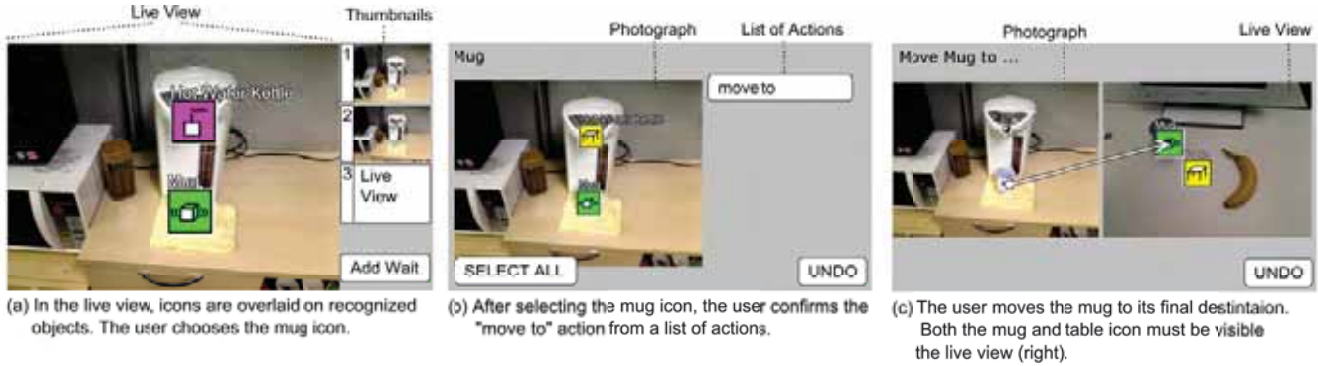 Live View
Thumbnails
Hot Water Kettle
Mug
1
2
3 Live
View
Add Wait
(a) In the live view, icons are overlaid on recognized
objects. The user chooses the mug icon.
Photograph
List of Actions
Mug
move to
Mug
SELECT ALL
UNDO
(b) After selecting the mug icon, the user confirms the
"move to" action from a list of actions.
Photograph
Live View
Move Mug to ...
Mug
UNDO
(c) The user moves the mug to its final destintaion.
Both the mug and table icon must be visible
the live view (right).